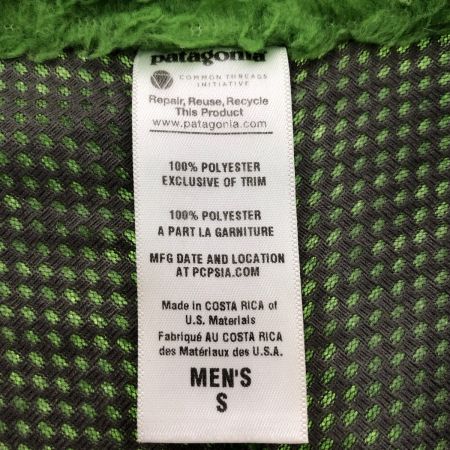 patagonia
COMMON THREADS
INITIATIVE
Repair, Reuse, Recycle
This Product
www.patagonia.com
100% POLYESTER
EXCLUSIVE OF TRIM
100% POLYESTER
A PART LA GARNITURE
MFG DATE AND LOCATION
AT PCPSIA.COM
Made in COSTA RICA of
U.S. Materials
Fabriqué AU COSTA RICA
des Matériaux des U.S.A.
MEN'S
S